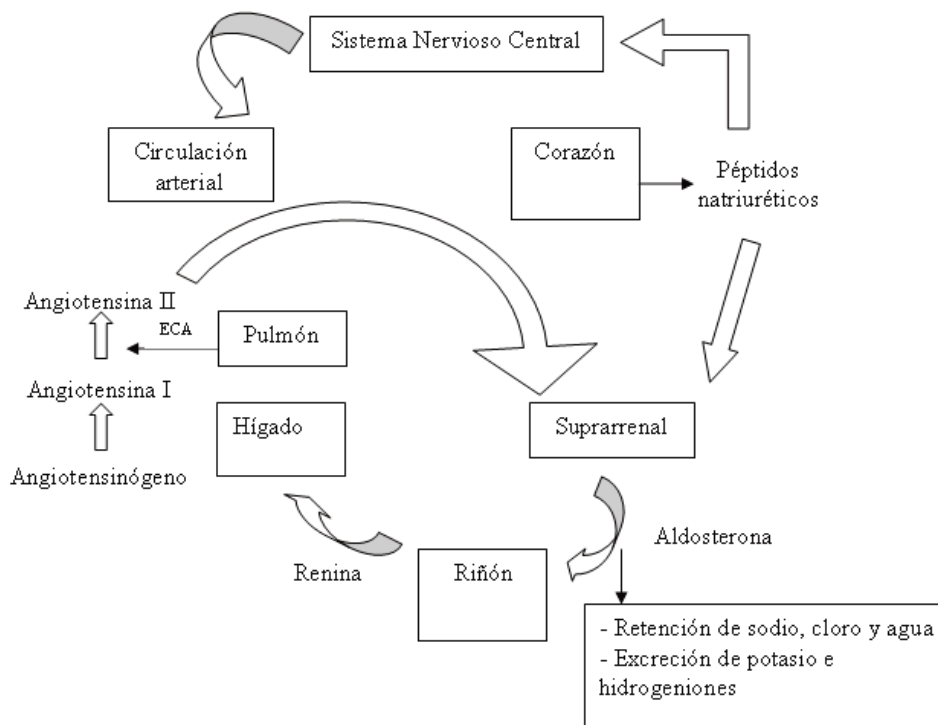 Sistema Nervioso Central
Circulación
arterial
Corazón
Péptidos
natriuréticos
Angiotensina II
ECA
Pulmón
Angiotensina I
Hígado
Suprarrenal
Angiotensinógeno
Aldosterona
Renina
Riñón
- Retención de sodio, cloro y agua
- Excreción de potasio e
hidrogeniones